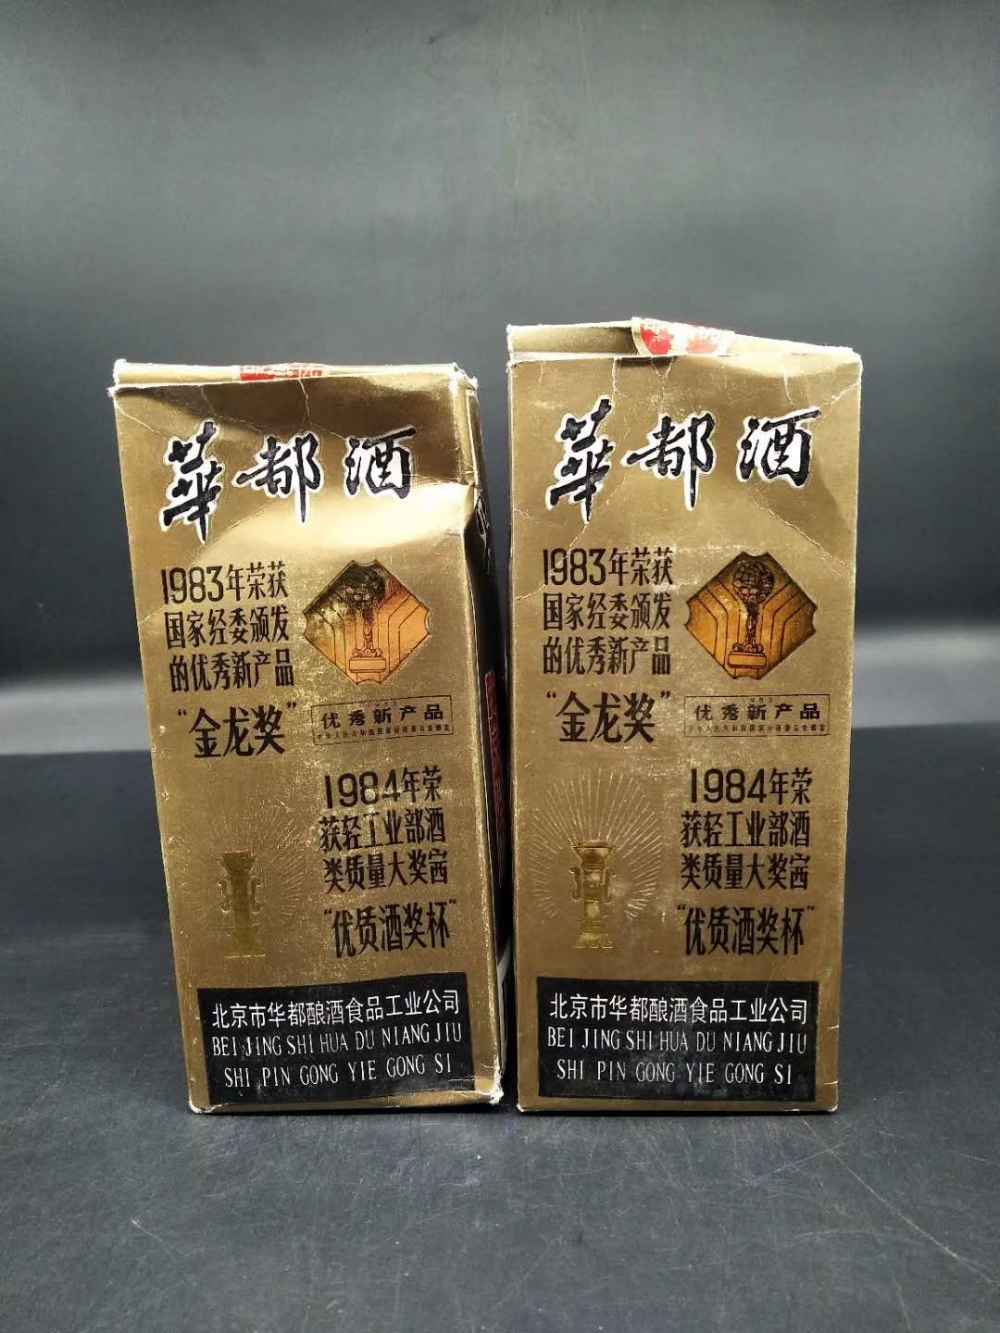 華都酒
1983年荣获
国家经委颁发
的优秀新产品
“金龙奖”
优秀新产品
1984年荣
获轻工业部酒
类质量大奖赛
“优质酒奖杯”
北京市华都酿酒食品工业公司
BEI JING SHI HUA DU NIANG JIU
SHI PIN GONG YIE GONG SI
華都酒
1983年荣获
国家经委颁发
的优秀新产品
“金龙奖”
优秀新产品
1984年荣
获轻工业部酒
类质量大奖赛
“优质酒奖杯”
北京市华都酿酒食品工业公司
BEI JING SHI HUA DU NIANG JIU
SHI PIN GONG YIE GONG SI